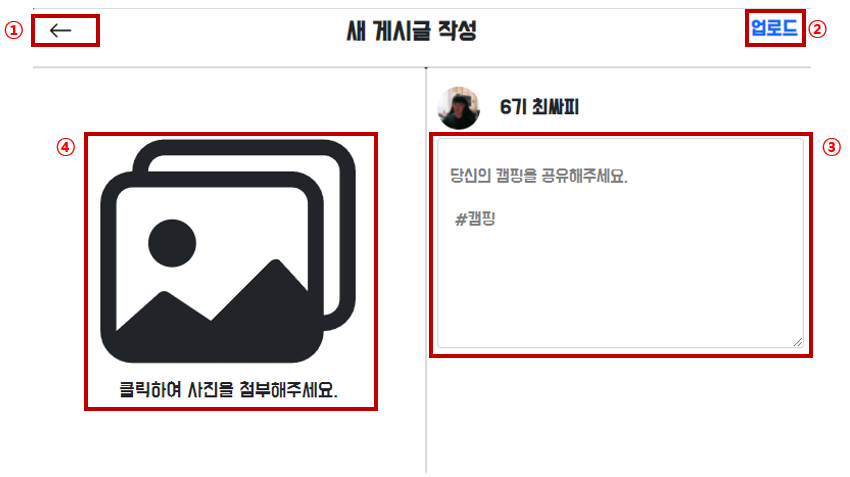 ① ← 새 게시글 작성 업로드 ②
6기 최싸피
④ ③
당신의 캠핑을 공유해주세요.
#캠핑
클릭하여 사진을 첨부해주세요.